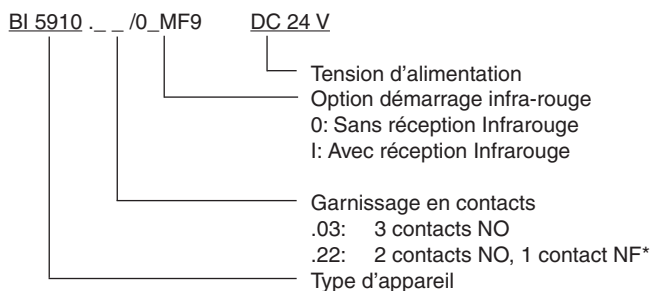 BI 5910 ._ _ /0_MF9 DC 24 V
Tension d'alimentation
Option démarrage infra-rouge
0: Sans réception Infrarouge
I: Avec réception Infrarouge
Garnissage en contacts
.03: 3 contacts NO
.22: 2 contacts NO, 1 contact NF*
Type d'appareil